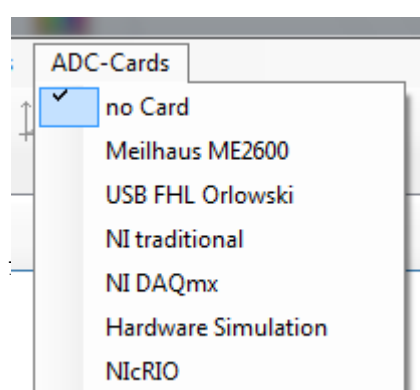 ADC-Cards
no Card
Meilhaus ME2600
USB FHL Orlowski
NI traditional
NI DAQmx
Hardware Simulation
NIcRIO